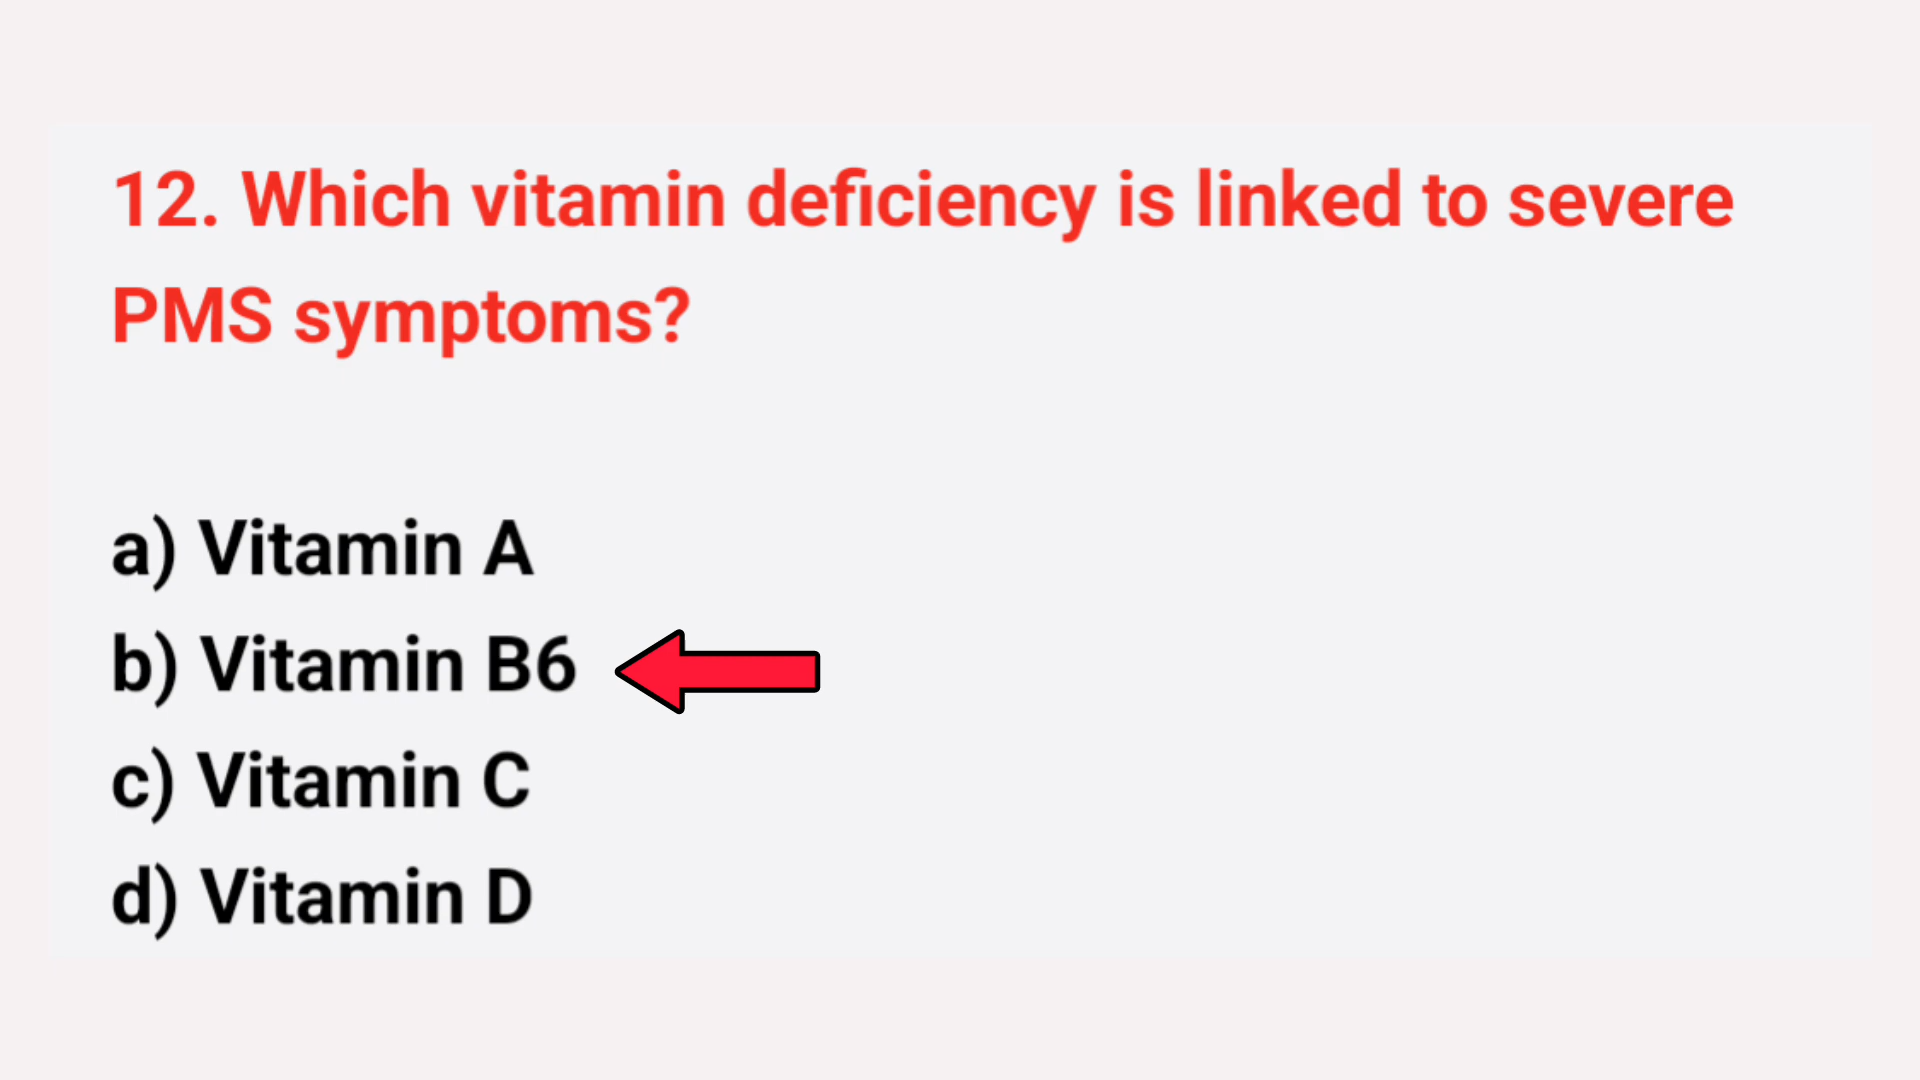 12. Which vitamin deficiency is linked to severe
PMS symptoms?
a) Vitamin A
b) Vitamin B6
c) Vitamin C
d) Vitamin D